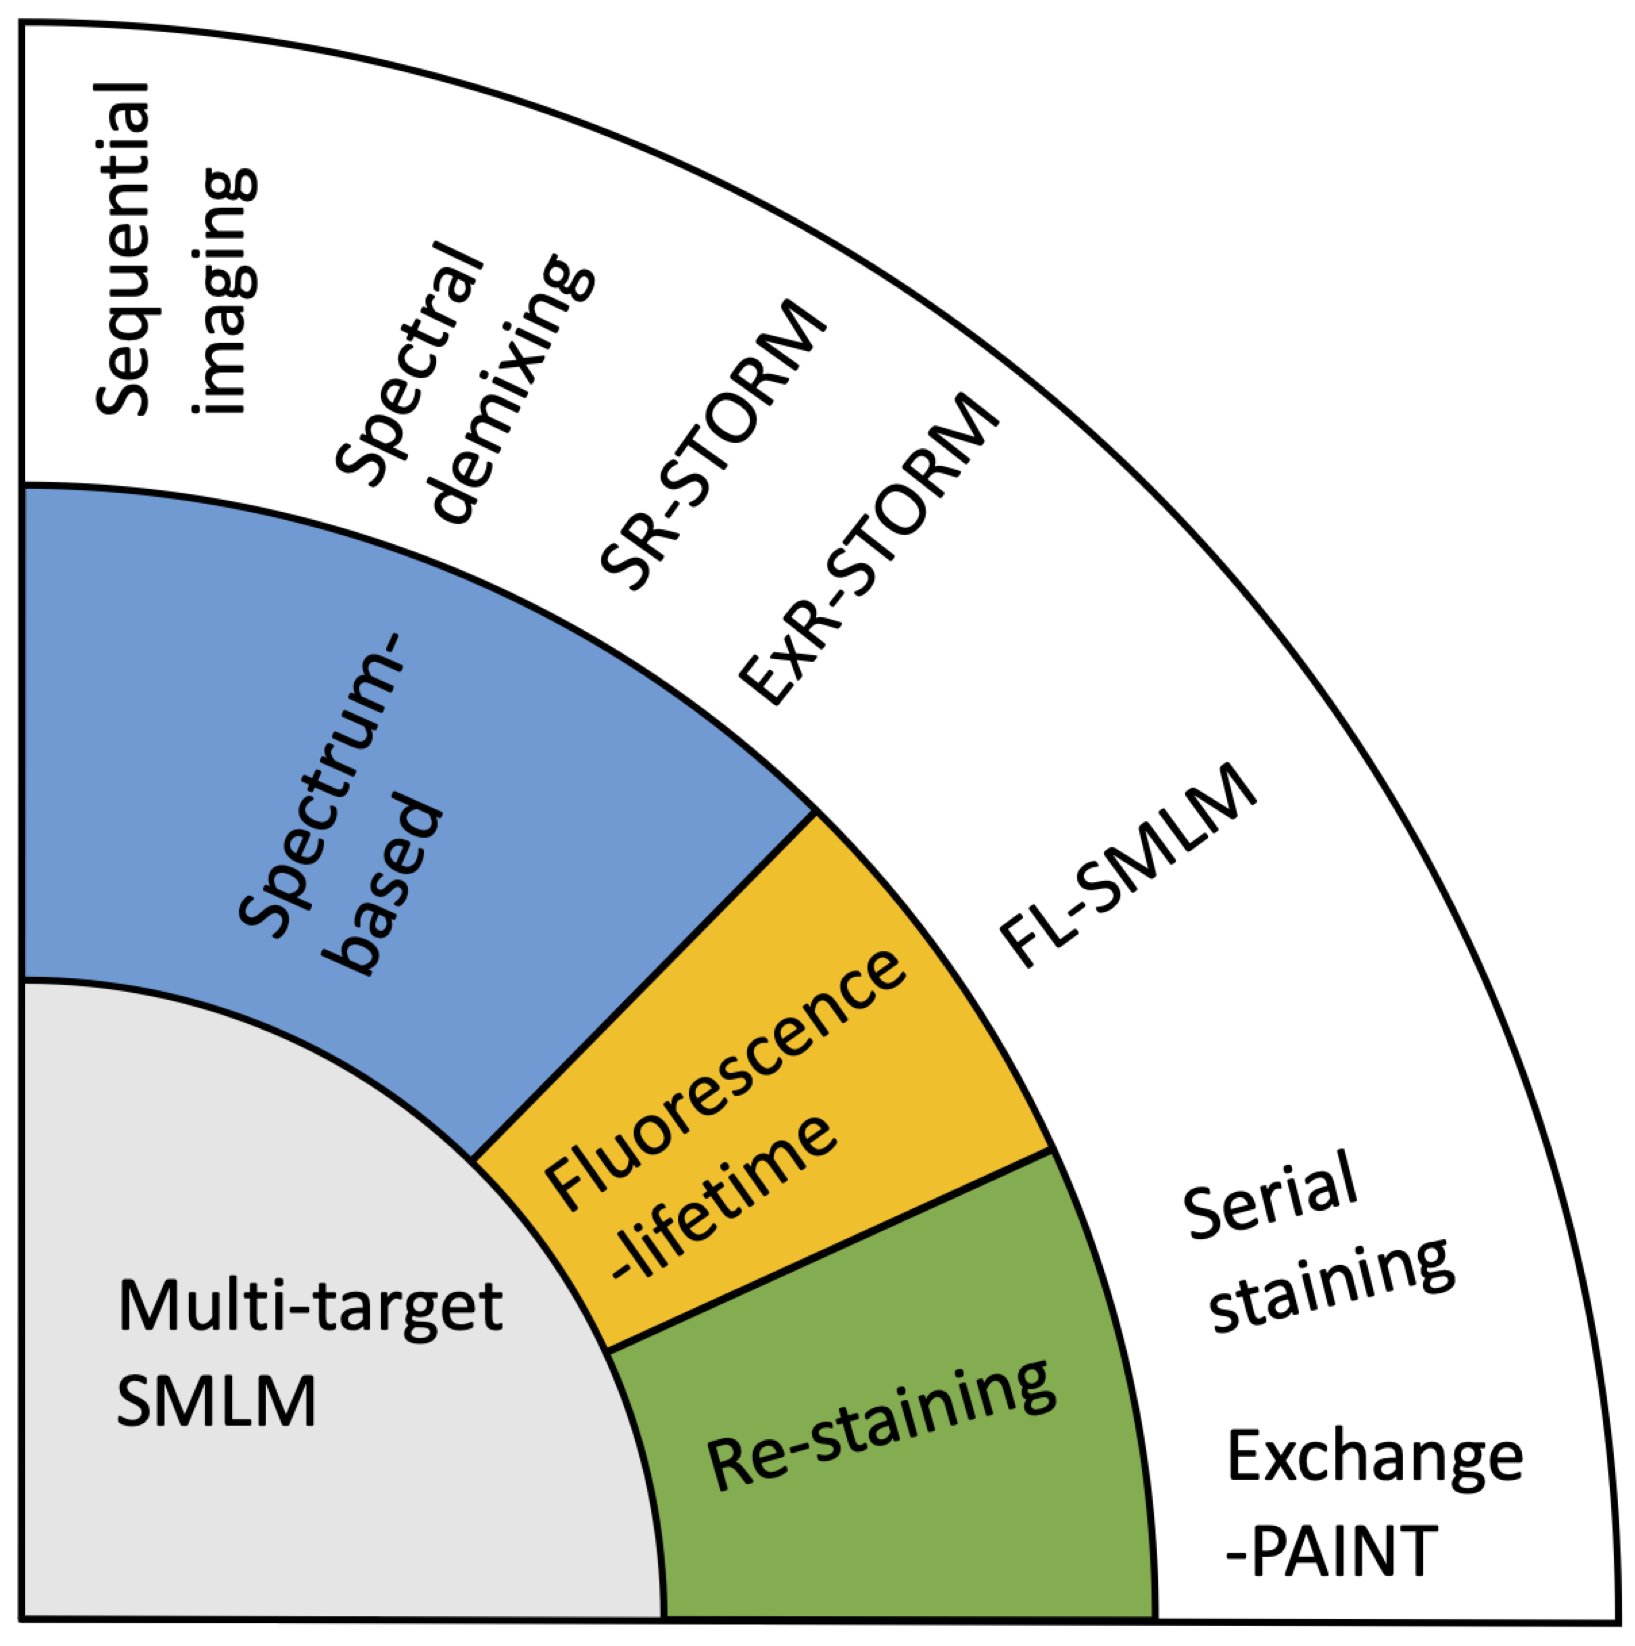 Sequential
imaging
Spectral
demixing
SR-STORM
ExR-STORM
FL-SMLM
Serial
staining
Exchange
-PAINT
Spectrum-
based
Fluorescence
-lifetime
Re-staining
Multi-target
SMLM